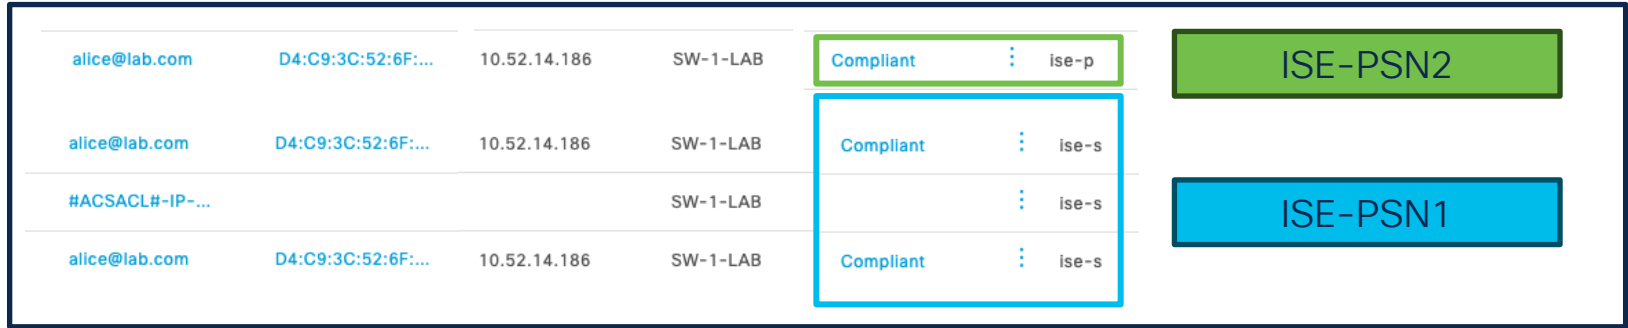 alice@lab.com D4:C9:3C:52:6F:... 10.52.14.186 SW-1-LAB Compliant ise-p ISE-PSN2
alice@lab.com D4:C9:3C:52:6F:... 10.52.14.186 SW-1-LAB Compliant ise-s
#ACSACL#-IP-... SW-1-LAB ise-s ISE-PSN1
alice@lab.com D4:C9:3C:52:6F:... 10.52.14.186 SW-1-LAB Compliant ise-s